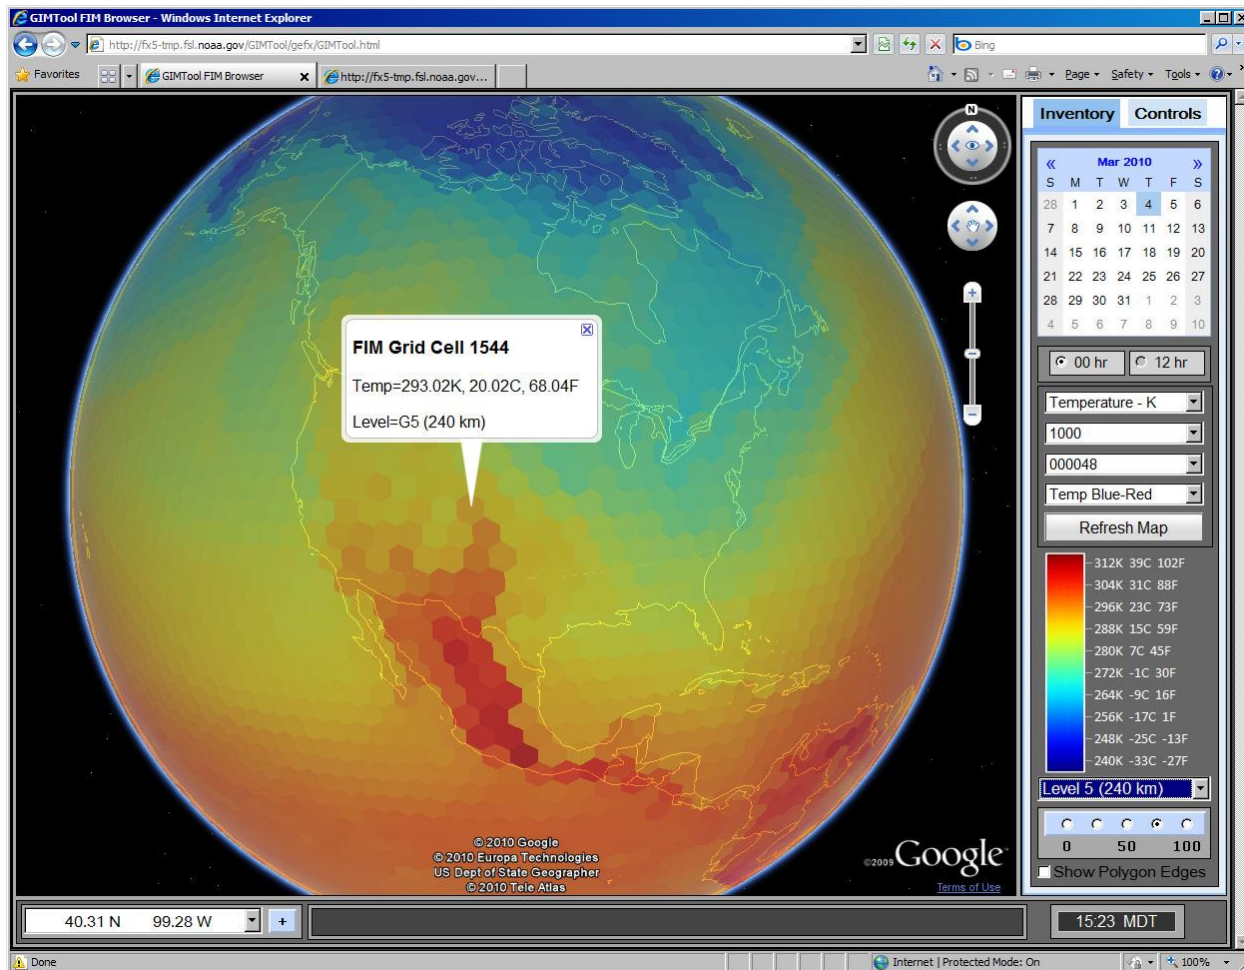 GIMTool FIM Browser - Windows Internet Explorer
http://fx5-tmp.fsl.noaa.gov/GIMTool/gefx/GIMTool.html
Bing
Favorites
GIMTool FIM Browser
http://fx5-tmp.fsl.noaa.gov...
Page
Safety
Tools
N
Inventory Controls
« Mar 2010 »
S M T W T F S
28 1 2 3 4 5 6
7 8 9 10 11 12 13
14 15 16 17 18 19 20
21 22 23 24 25 26 27
28 29 30 31 1 2 3
4 5 6 7 8 9 10
00 hr 12 hr
Temperature - K
1000
000048
Temp Blue-Red
Refresh Map
312K 39C 102F
304K 31C 88F
296K 23C 73F
288K 15C 59F
280K 7C 45F
272K -1C 30F
264K -9C 16F
256K -17C 1F
248K -25C -13F
240K -33C -27F
Level 5 (240 km)
0 50 100
Show Polygon Edges
FIM Grid Cell 1544
Temp=293.02K, 20.02C, 68.04F
Level=G5 (240 km)
© 2010 Google
© 2010 Europa Technologies
US Dept of State Geographer
© 2010 Tele Atlas
©2009 Google
Terms of Use
40.31 N 99.28 W +
15:23 MDT
Done
Internet | Protected Mode: On
100%